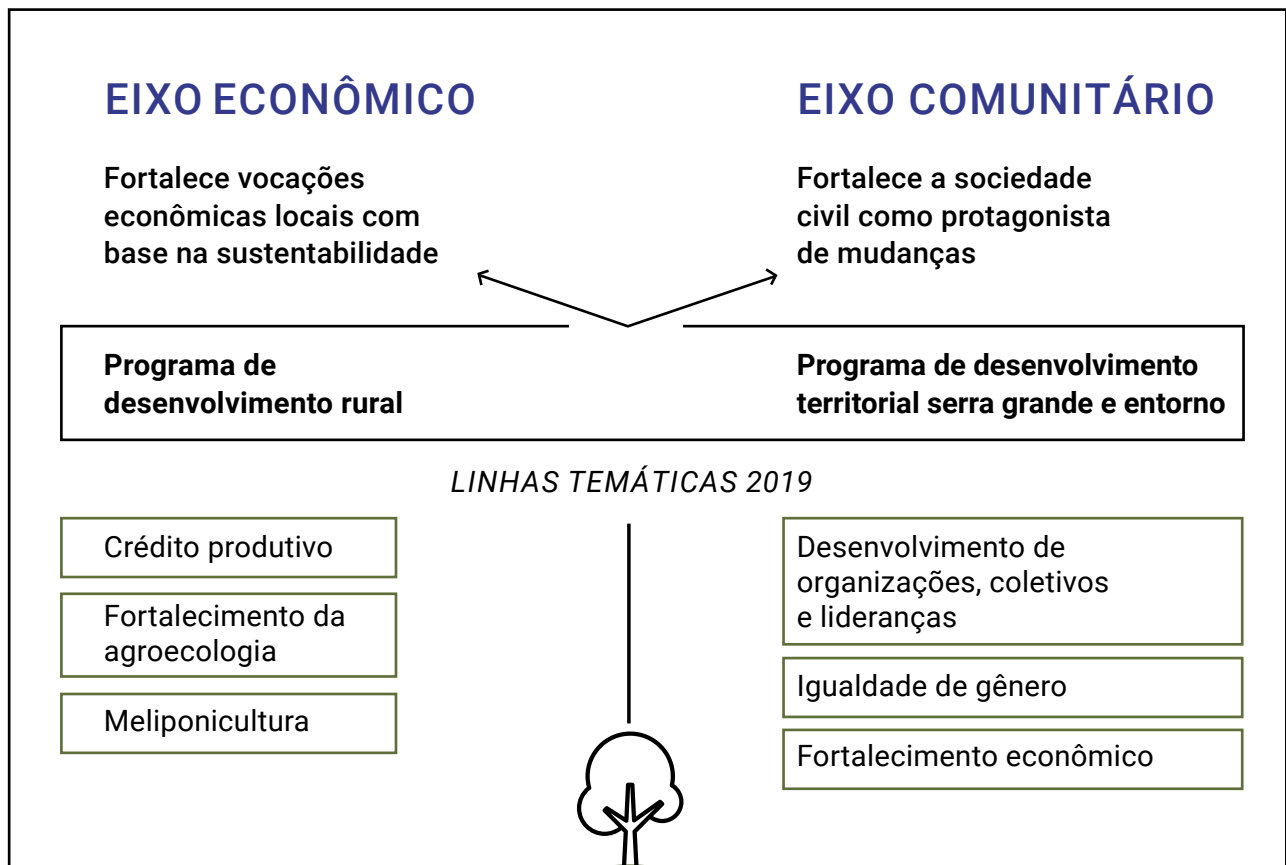 EIXO ECONÔMICO
Fortalece vocações
econômicas locais com
base na sustentabilidade
EIXO COMUNITÁRIO
Fortalece a sociedade
civil como protagonista
de mudanças
Programa de
desenvolvimento rural
Programa de desenvolvimento
territorial serra grande e entorno
LINHAS TEMÁTICAS 2019
Crédito produtivo
Fortalecimento da
agroecologia
Meliponicultura
Desenvolvimento de
organizações, coletivos
e lideranças
Igualdade de gênero
Fortalecimento econômico